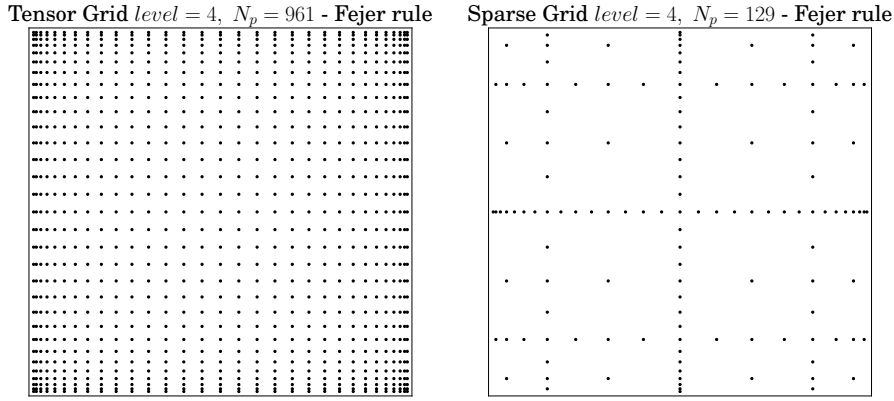 Tensor Grid level = 4, N_p = 961 - Fejer rule
Sparse Grid level = 4, N_p = 129 - Fejer rule